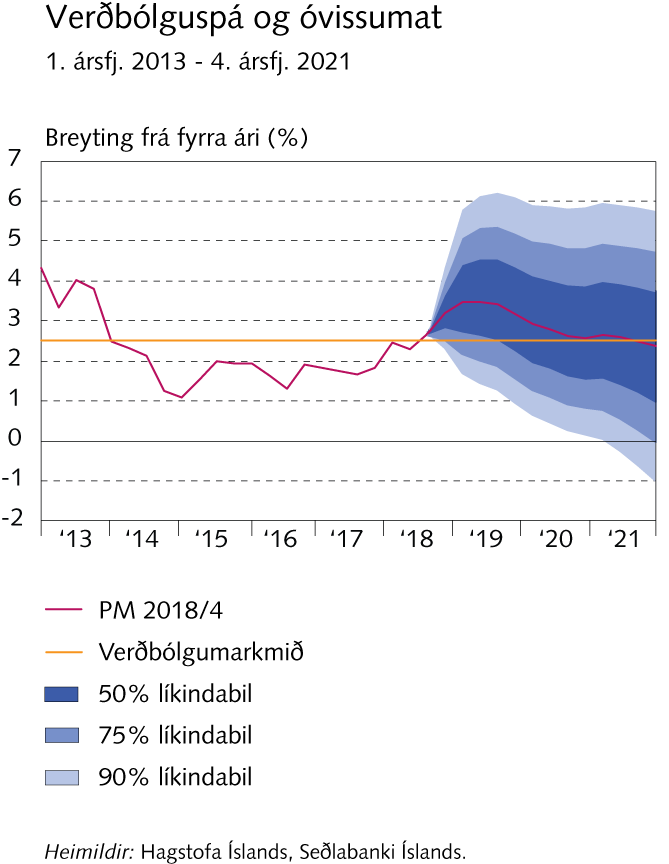 Verðbólguspá og óvissumat
1. ársfj. 2013 - 4. ársfj. 2021
Breyting frá fyrra ári (%)
7
6
5
4
3
2
1
0
-1
-2
‘13 ‘14 ‘15 ‘16 ‘17 ‘18 ‘19 ‘20 ‘21
PM 2018/4
Verðbólgumarkmið
50% líkindabil
75% líkindabil
90% líkindabil
Heimildir: Hagstofa Íslands, Seðlabanki Íslands.